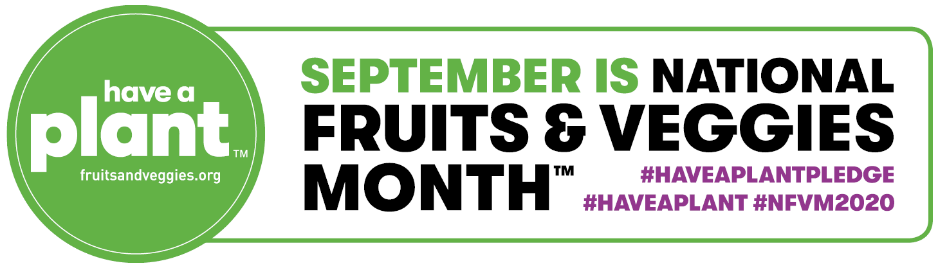 have a
plant™
fruitsandveggies.org
SEPTEMBER IS NATIONAL
FRUITS & VEGGIES
MONTH™
#HAVEAPLANTPLEDGE
#HAVEAPLANT #NFVM2020